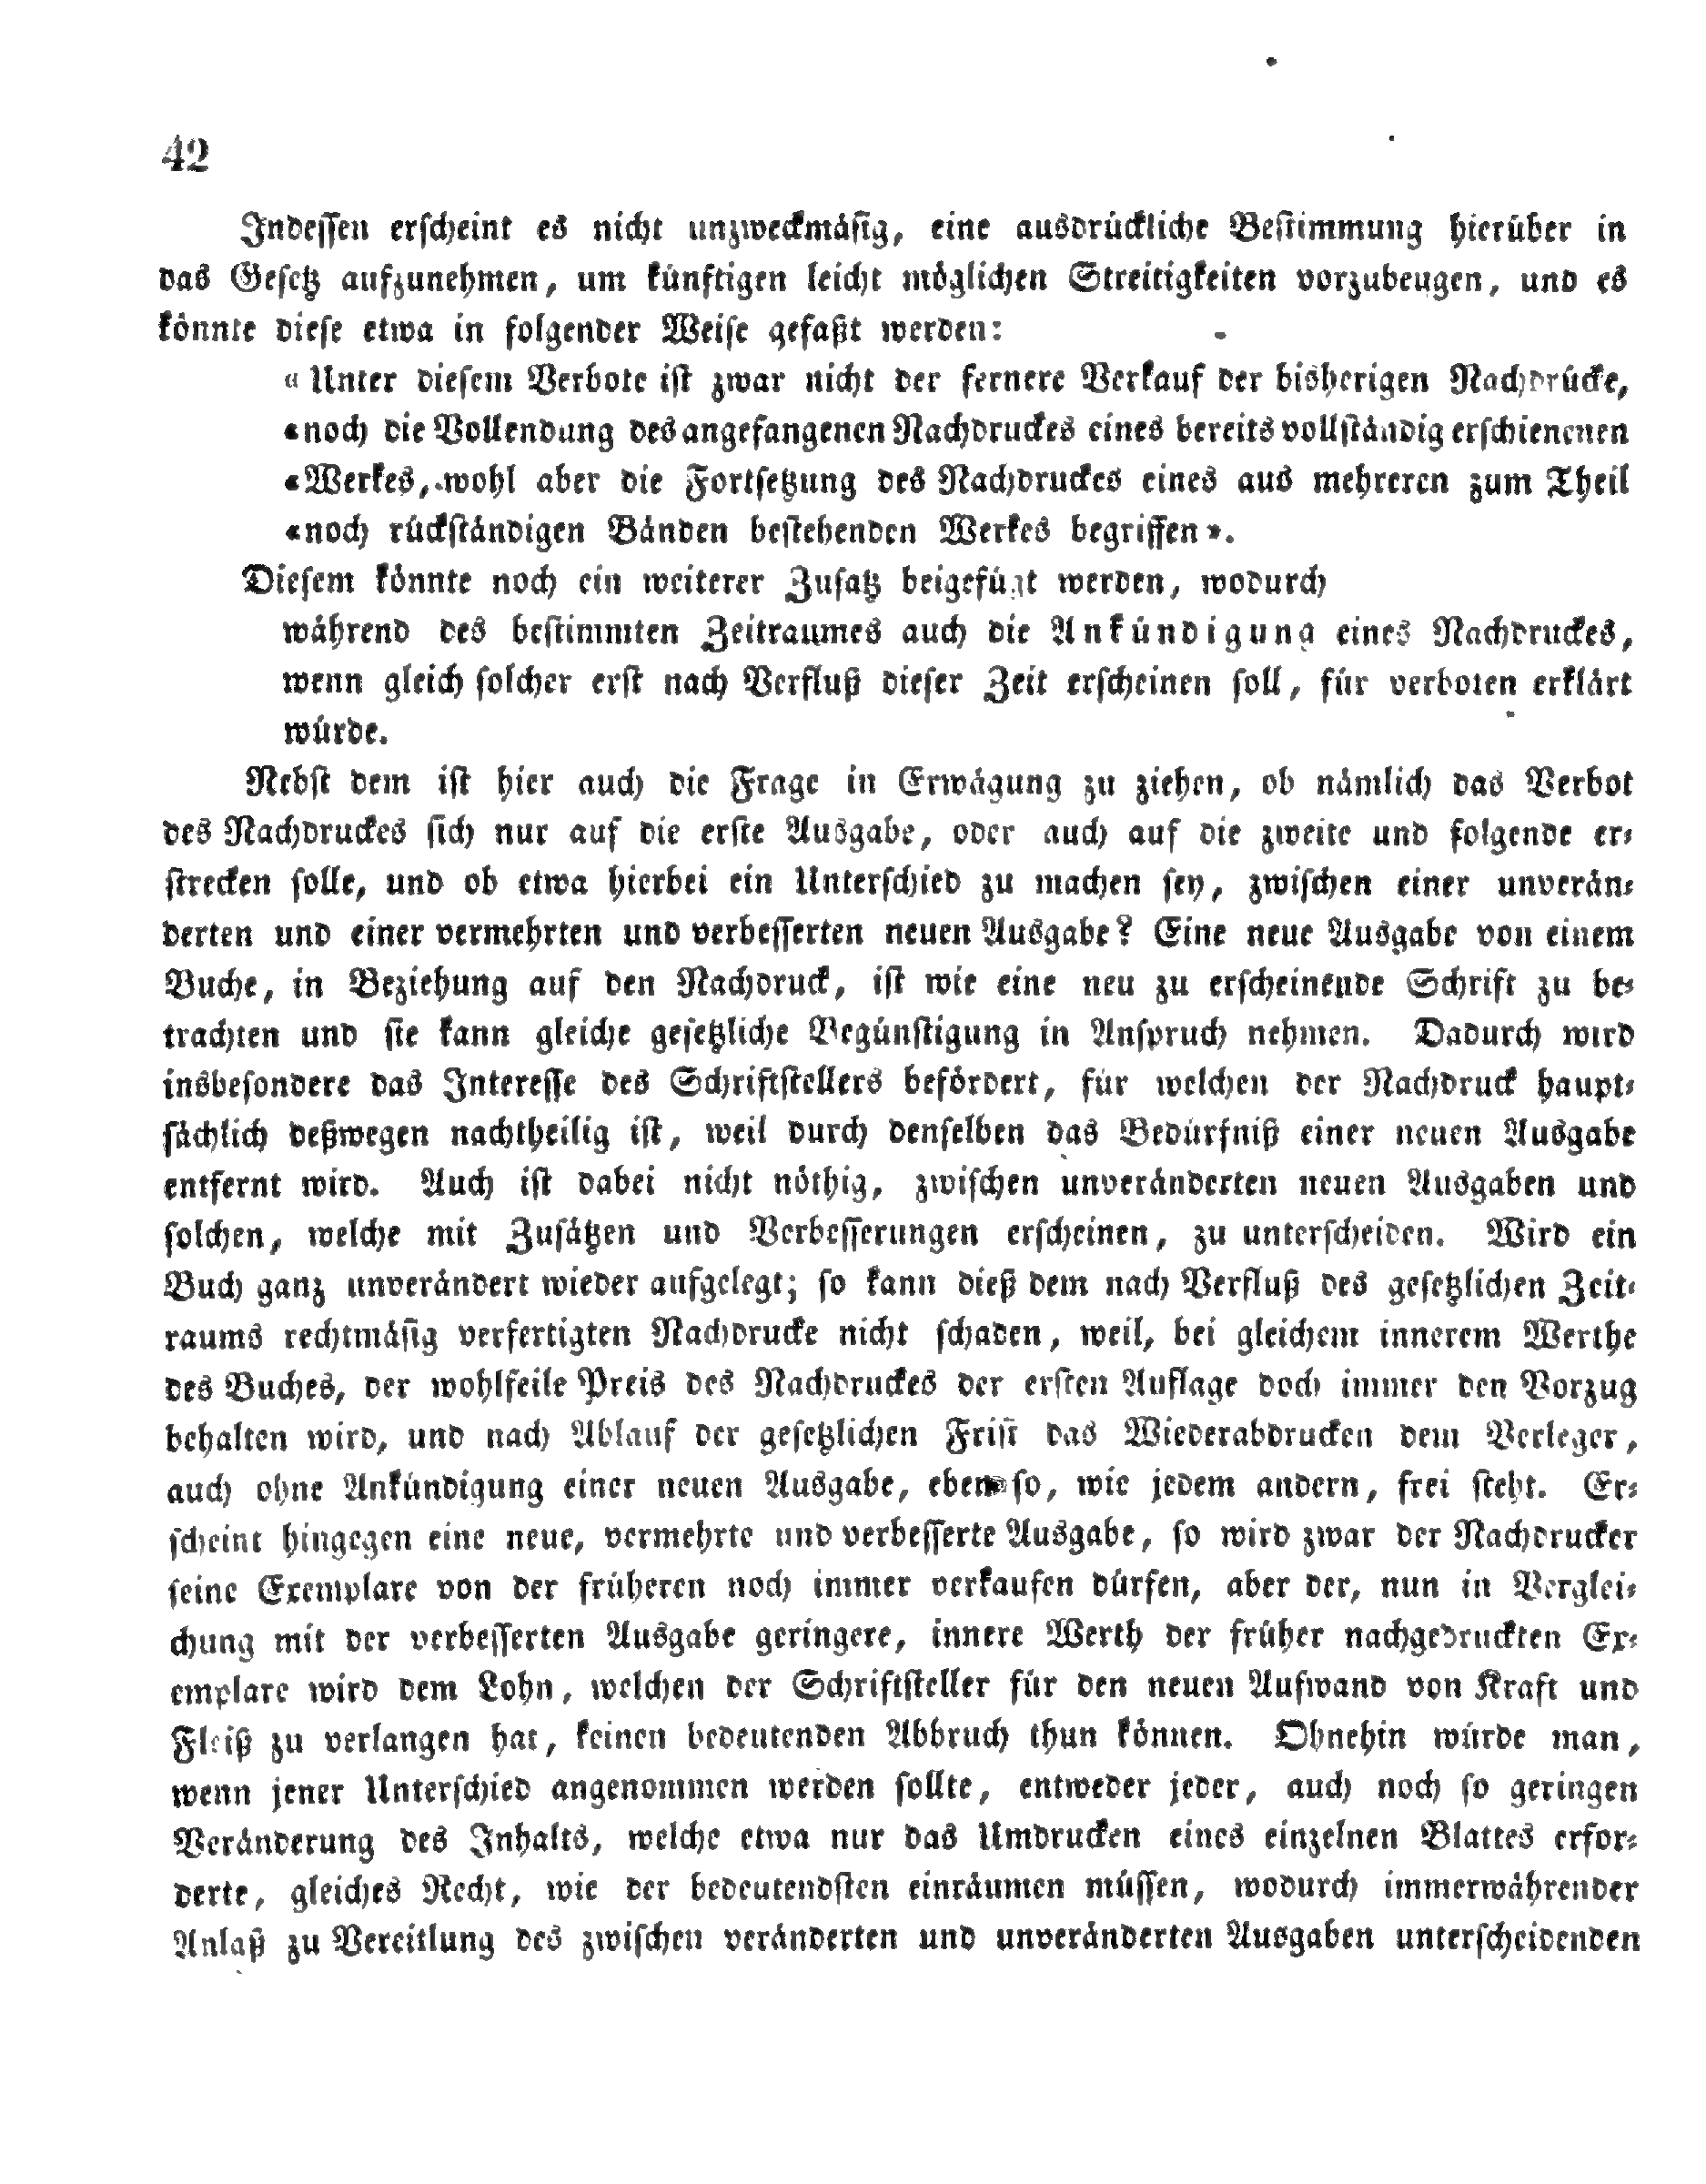 42
Indessen erscheint es nicht unzweckmäsig, eine ausdrückliche Bestimmung hierüber in
das Gesetz aufzunehmen, um künftigen leicht möglichen Streitigkeiten vorzubeugen, und es
könnte diese etwa in folgender Weise gefaßt werden:
«Unter diesem Verbote ist zwar nicht der fernere Verkauf der bisherigen Nachdrücke,
«noch die Vollendung des angefangenen Nachdruckes eines bereits vollständig erschienenen
«Werkes, wohl aber die Fortsetzung des Nachdruckes eines aus mehreren zum Theil
«noch rückständigen Bänden bestehenden Werkes begriffen».
Diesem könnte noch ein weiterer Zusatz beigefügt werden, wodurch
während des bestimmten Zeitraumes auch die Ankündigung eines Nachdruckes,
wenn gleich solcher erst nach Verfluß dieser Zeit erscheinen soll, für verboten erklärt
würde.
Nebst dem ist hier auch die Frage in Erwägung zu ziehen, ob nämlich das Verbot
des Nachdruckes sich nur auf die erste Ausgabe, oder auch auf die zweite und folgende er-
strecken solle, und ob etwa hierbei ein Unterschied zu machen sey, zwischen einer unverän-
derten und einer vermehrten und verbesserten neuen Ausgabe? Eine neue Ausgabe von einem
Buche, in Beziehung auf den Nachdruck, ist wie eine neu zu erscheinende Schrift zu be-
trachten und sie kann gleiche gesetzliche Begünstigung in Anspruch nehmen. Dadurch wird
insbesondere das Interesse des Schriftstellers befördert, für welchen der Nachdruck haupt-
sächlich deßwegen nachtheilig ist, weil durch denselben das Bedürfniß einer neuen Ausgabe
entfernt wird. Auch ist dabei nicht nöthig, zwischen unveränderten neuen Ausgaben und
solchen, welche mit Zusätzen und Verbesserungen erscheinen, zu unterscheiden. Wird ein
Buch ganz unverändert wieder aufgelegt; so kann dieß dem nach Verfluß des gesetzlichen Zeit-
raums rechtmäsig verfertigten Nachdrucke nicht schaden, weil, bei gleichem innerem Werthe
des Buches, der wohlfeile Preis des Nachdruckes der ersten Auflage doch immer den Vorzug
behalten wird, und nach Ablauf der gesetzlichen Frist das Wiederabdrucken dem Verleger,
auch ohne Ankündigung einer neuen Ausgabe, eben so, wie jedem andern, frei steht. Er-
scheint hingegen eine neue, vermehrte und verbesserte Ausgabe, so wird zwar der Nachdrucker
seine Exemplare von der früheren noch immer verkaufen dürfen, aber der, nun in Verglei-
chung mit der verbesserten Ausgabe geringere, innere Werth der früher nachgedruckten Ex-
emplare wird dem Lohn, welchen der Schriftsteller für den neuen Aufwand von Kraft und
Fleiß zu verlangen hat, keinen bedeutenden Abbruch thun können. Ohnehin würde man,
wenn jener Unterschied angenommen werden sollte, entweder jeder, auch noch so geringen
Veränderung des Inhalts, welche etwa nur das Umdrucken eines einzelnen Blattes erfor-
derte, gleiches Recht, wie der bedeutendsten einräumen müssen, wodurch immerwährender
Anlaß zu Vereitlung des zwischen veränderten und unveränderten Ausgaben unterscheidenden